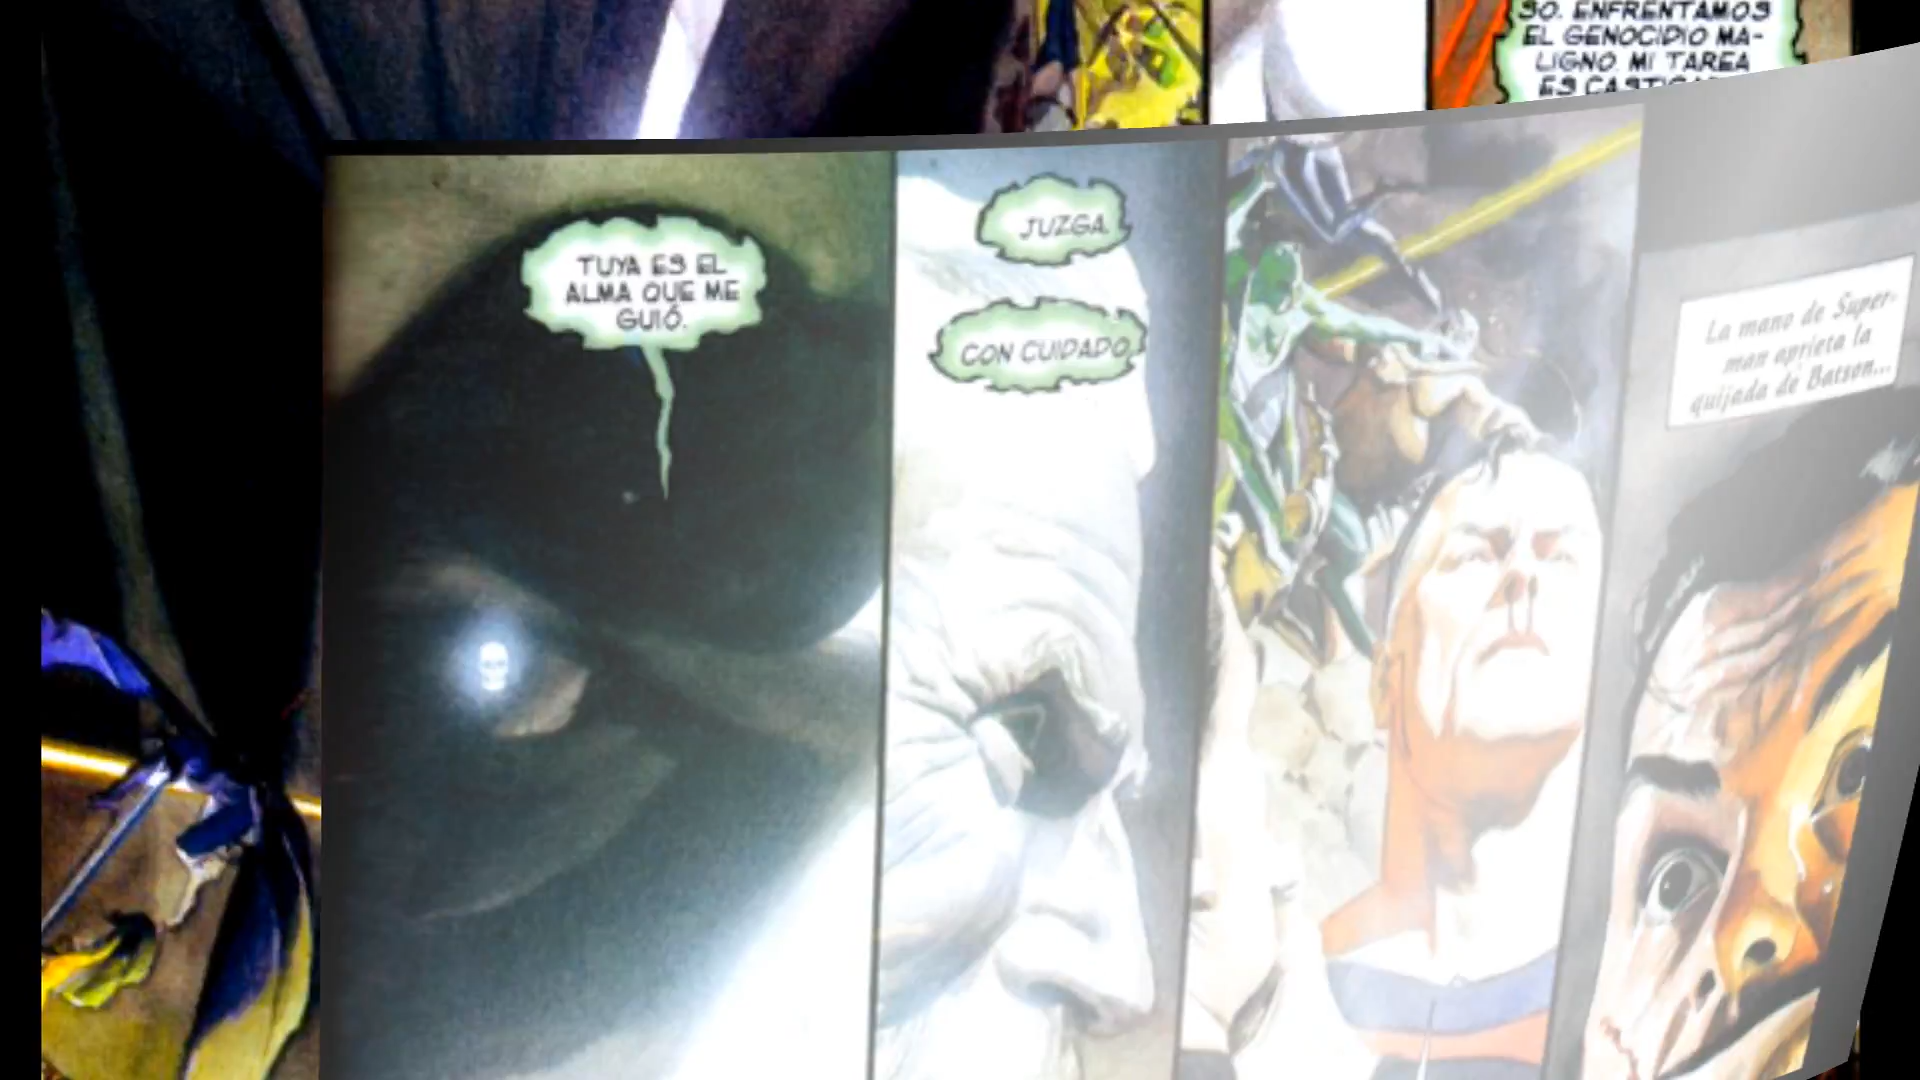 SO. ENFRENTAMOS
EL GENOCIDIO MA-
LIGNO. MI TAREA
TUYA ES EL
ALMA QUE ME
GUIÓ.
JUZGA.
CON CUIDADO.
La mano de Super-
man aprieta la
quijada de Batson...